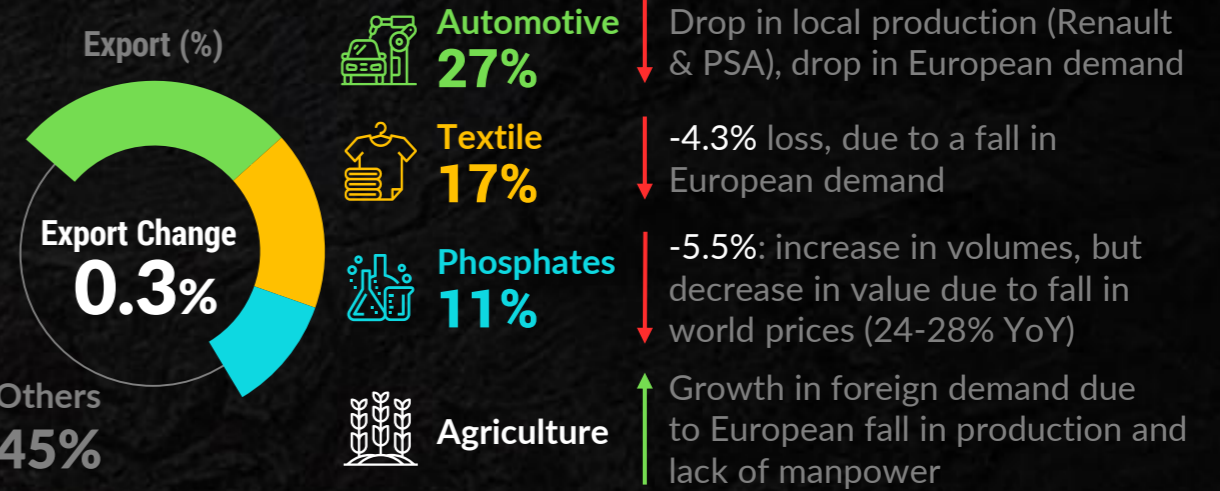 Export (%)
Export Change
0.3%
Others
45%
Automotive
27%
Drop in local production (Renault
& PSA), drop in European demand
Textile
17%
-4.3% loss, due to a fall in
European demand
Phosphates
11%
-5.5%: increase in volumes, but
decrease in value due to fall in
world prices (24-28% YoY)
Agriculture
Growth in foreign demand due
to European fall in production and
lack of manpower